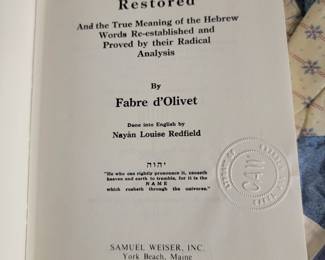 Restored
And the True Meaning of the Hebrew
Words Re-established and
Proved by their Radical
Analysis
By
Fabre d'Olivet
Done into English by
Nayán Louise Redfield
יהוה
"He who can rightly pronounce it, causeth
heaven and earth to tremble, for it is the
NAME
which rusheth through the universe."
SAMUEL WEISER, INC.
York Beach, Maine